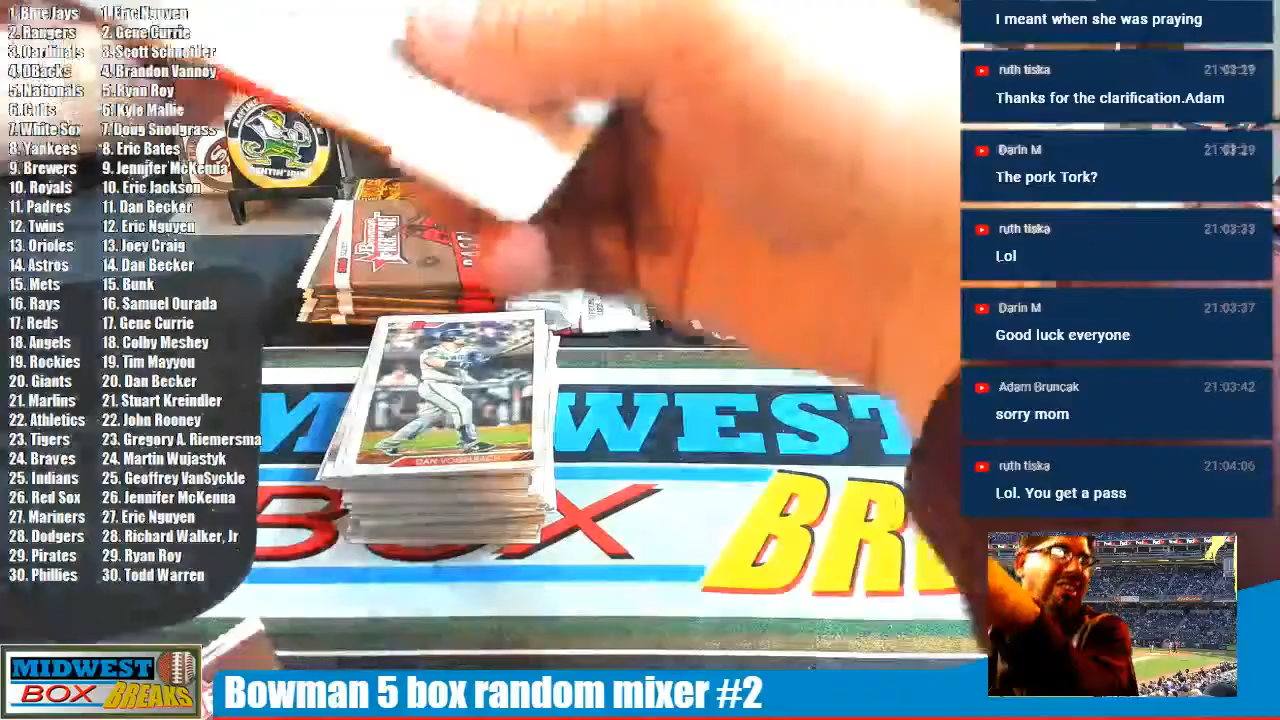 1. Blue Jays 1. Eric Nguyen
2. Rangers 2. Gene Currie
3. Cardinals 3. Scott Schneider
4. DBacks 4. Brandon Vannoy
5. Nationals 5. Ryan Roy
6. Cubs 6. Kyle Mallie
7. White Sox 7. Doug Snodgrass
8. Yankees 8. Eric Bates
9. Brewers 9. Jennifer McKenna
10. Royals 10. Eric Jackson
11. Padres 11. Dan Becker
12. Twins 12. Eric Nguyen
13. Orioles 13. Joey Craig
14. Astros 14. Dan Becker
15. Mets 15. Bunk
16. Rays 16. Samuel Ourada
17. Reds 17. Gene Currie
18. Angels 18. Colby Meshey
19. Rockies 19. Tim Mayyou
20. Giants 20. Dan Becker
21. Marlins 21. Stuart Kreindler
22. Athletics 22. John Rooney
23. Tigers 23. Gregory A. Riemersma
24. Braves 24. Martin Wujastyk
25. Indians 25. Geoffrey VanSyckle
26. Red Sox 26. Jennifer McKenna
27. Mariners 27. Eric Nguyen
28. Dodgers 28. Richard Walker, Jr
29. Pirates 29. Ryan Roy
30. Phillies 30. Todd Warren
BOWMAN
DAN VOGELBACH
MIDWEST
BOX BRE
I meant when she was praying
ruth tiska 21:03:29
Thanks for the clarification.Adam
Darin M 21:03:29
The pork Tork?
ruth tiska 21:03:33
Lol
Darin M 21:03:37
Good luck everyone
Adam Bruncak 21:03:42
sorry mom
ruth tiska 21:04:06
Lol. You get a pass
MIDWEST
BOX BREAKS
Bowman 5 box random mixer #2